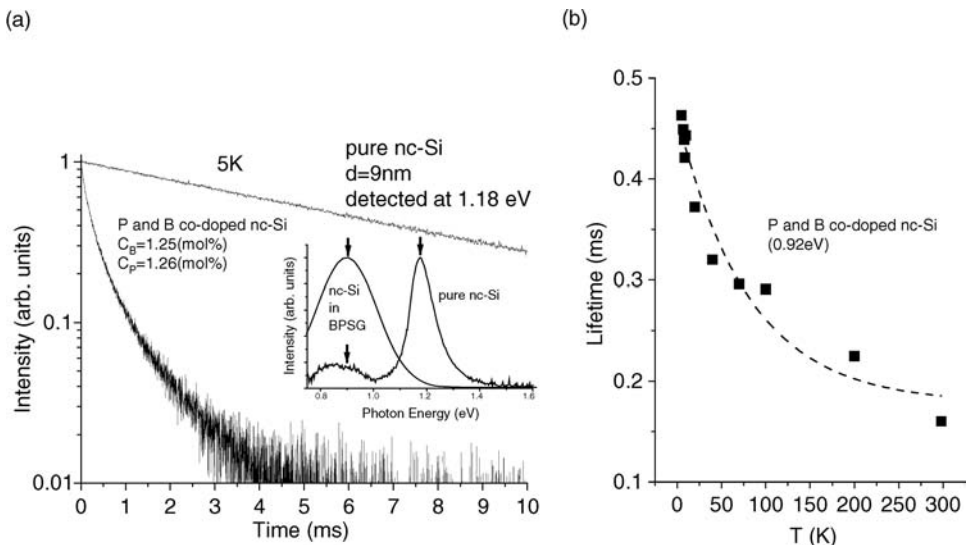 (a)
5K
pure nc-Si
d=9nm
detected at 1.18 eV
P and B co-doped nc-Si
C_B=1.25(mol%)
C_P=1.26(mol%)
1
0.1
0.01
Intensity (arb. units)
0
1
2
3
4
5
6
7
8
9
10
Time (ms)
nc-Si
in
BPSG
pure nc-Si
Intensity (arb. units)
0.8
1.0
1.2
1.4
1.6
Photon Energy (eV)
(b)
0.5
0.4
0.3
0.2
0.1
Lifetime (ms)
P and B co-doped nc-Si
(0.92eV)
0
50
100
150
200
250
300
T (K)